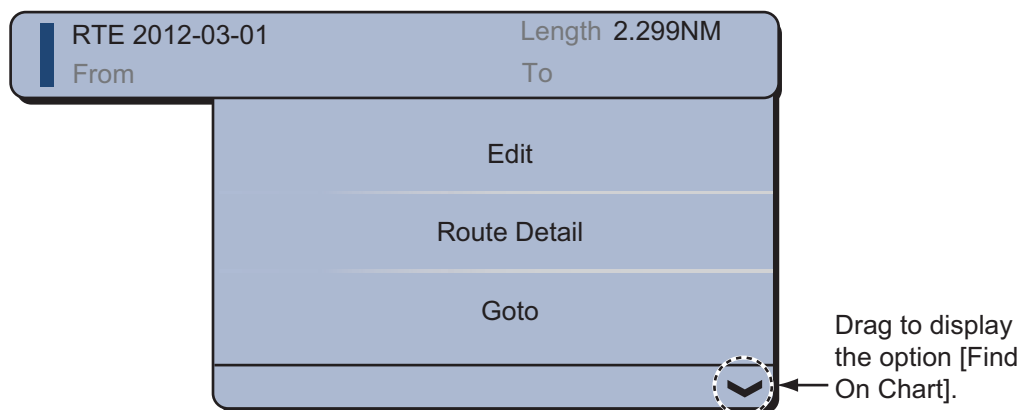 RTE 2012-03-01 Length 2.299NM
From To
Edit
Route Detail
Goto
Drag to display
the option [Find
On Chart].